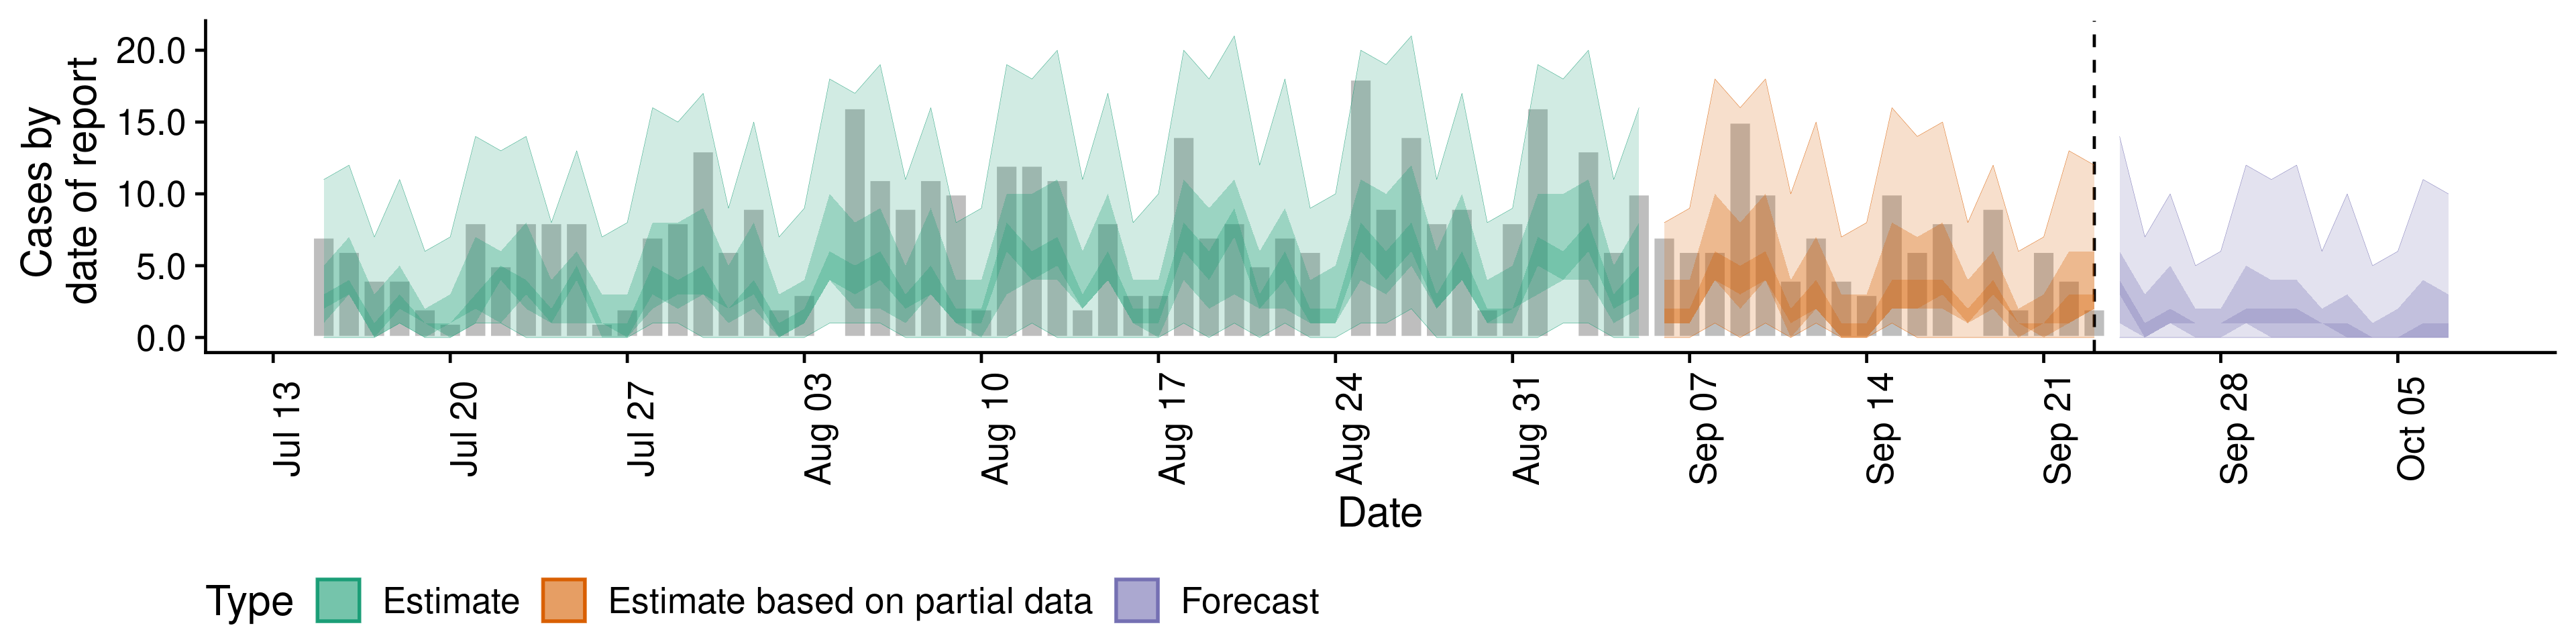 Cases by
date of report
20.0
15.0
10.0
5.0
0.0
Jul 13
Jul 20
Jul 27
Aug 03
Aug 10
Aug 17
Aug 24
Aug 31
Sep 07
Sep 14
Sep 21
Sep 28
Oct 05
Date
Type Estimate Estimate based on partial data Forecast